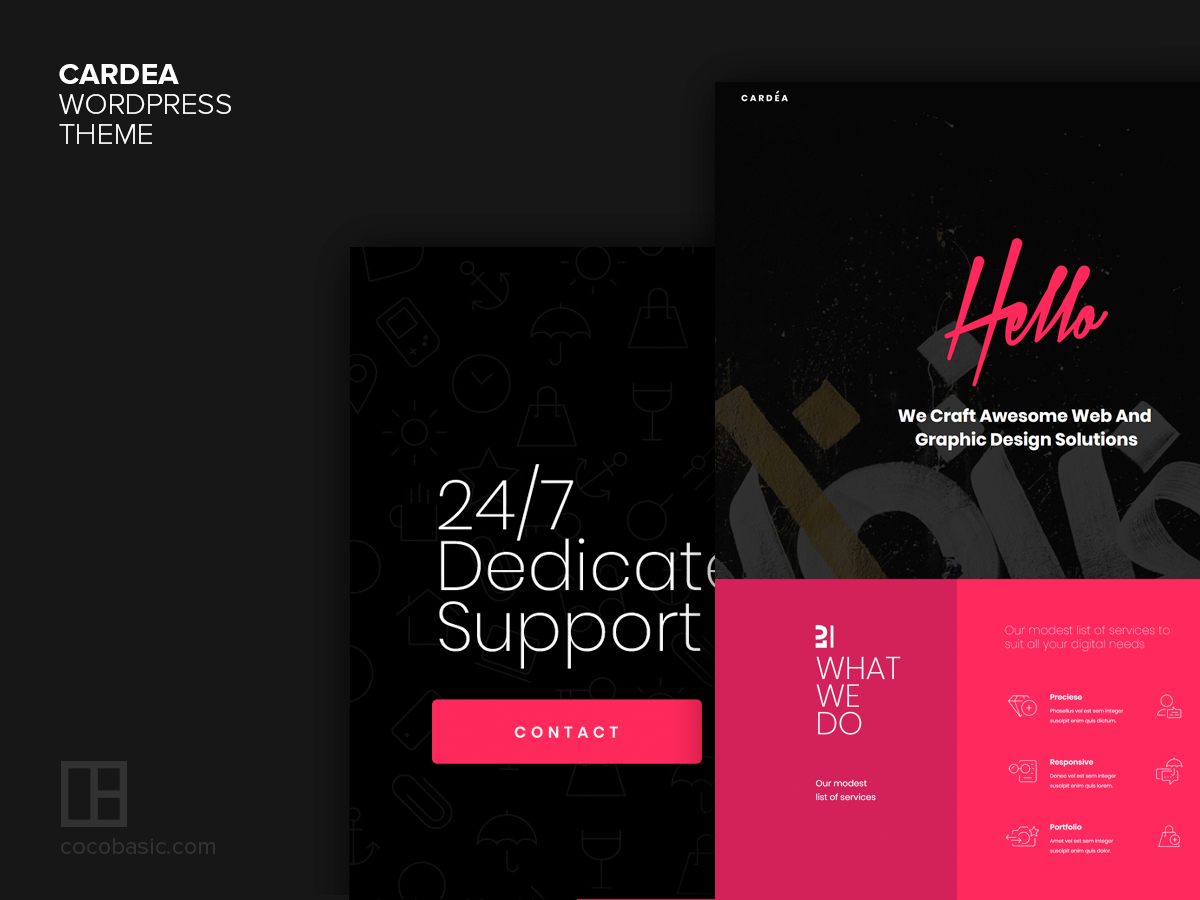 CARDEA
WORDPRESS
THEME
CARDÉA
Hello
We Craft Awesome Web And
Graphic Design Solutions
24/7
Dedicate
Support
CONTACT
WHAT
WE
DO
Our modest
list of services
Our modest list of services to
suit all your digital needs
Preciese
Phasellus vel est sem integer
suscipit enim quis dictum.
Responsive
Donec vel est sem integer
suscipit enim quis lorem.
Portfolio
Amet vel est sem integer
suscipit enim quis dolor.
cocobasic.com